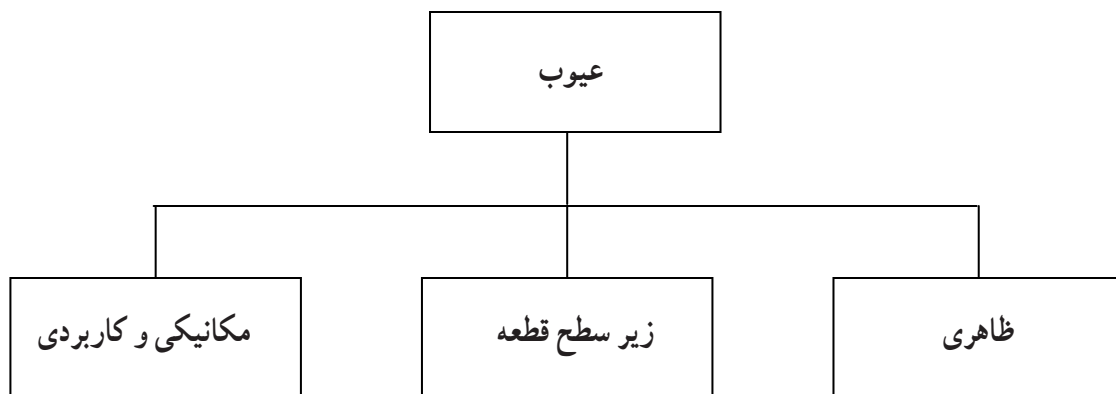 عیوب
ظاهری
زیر سطح قطعه
مکانیکی و کاربردی